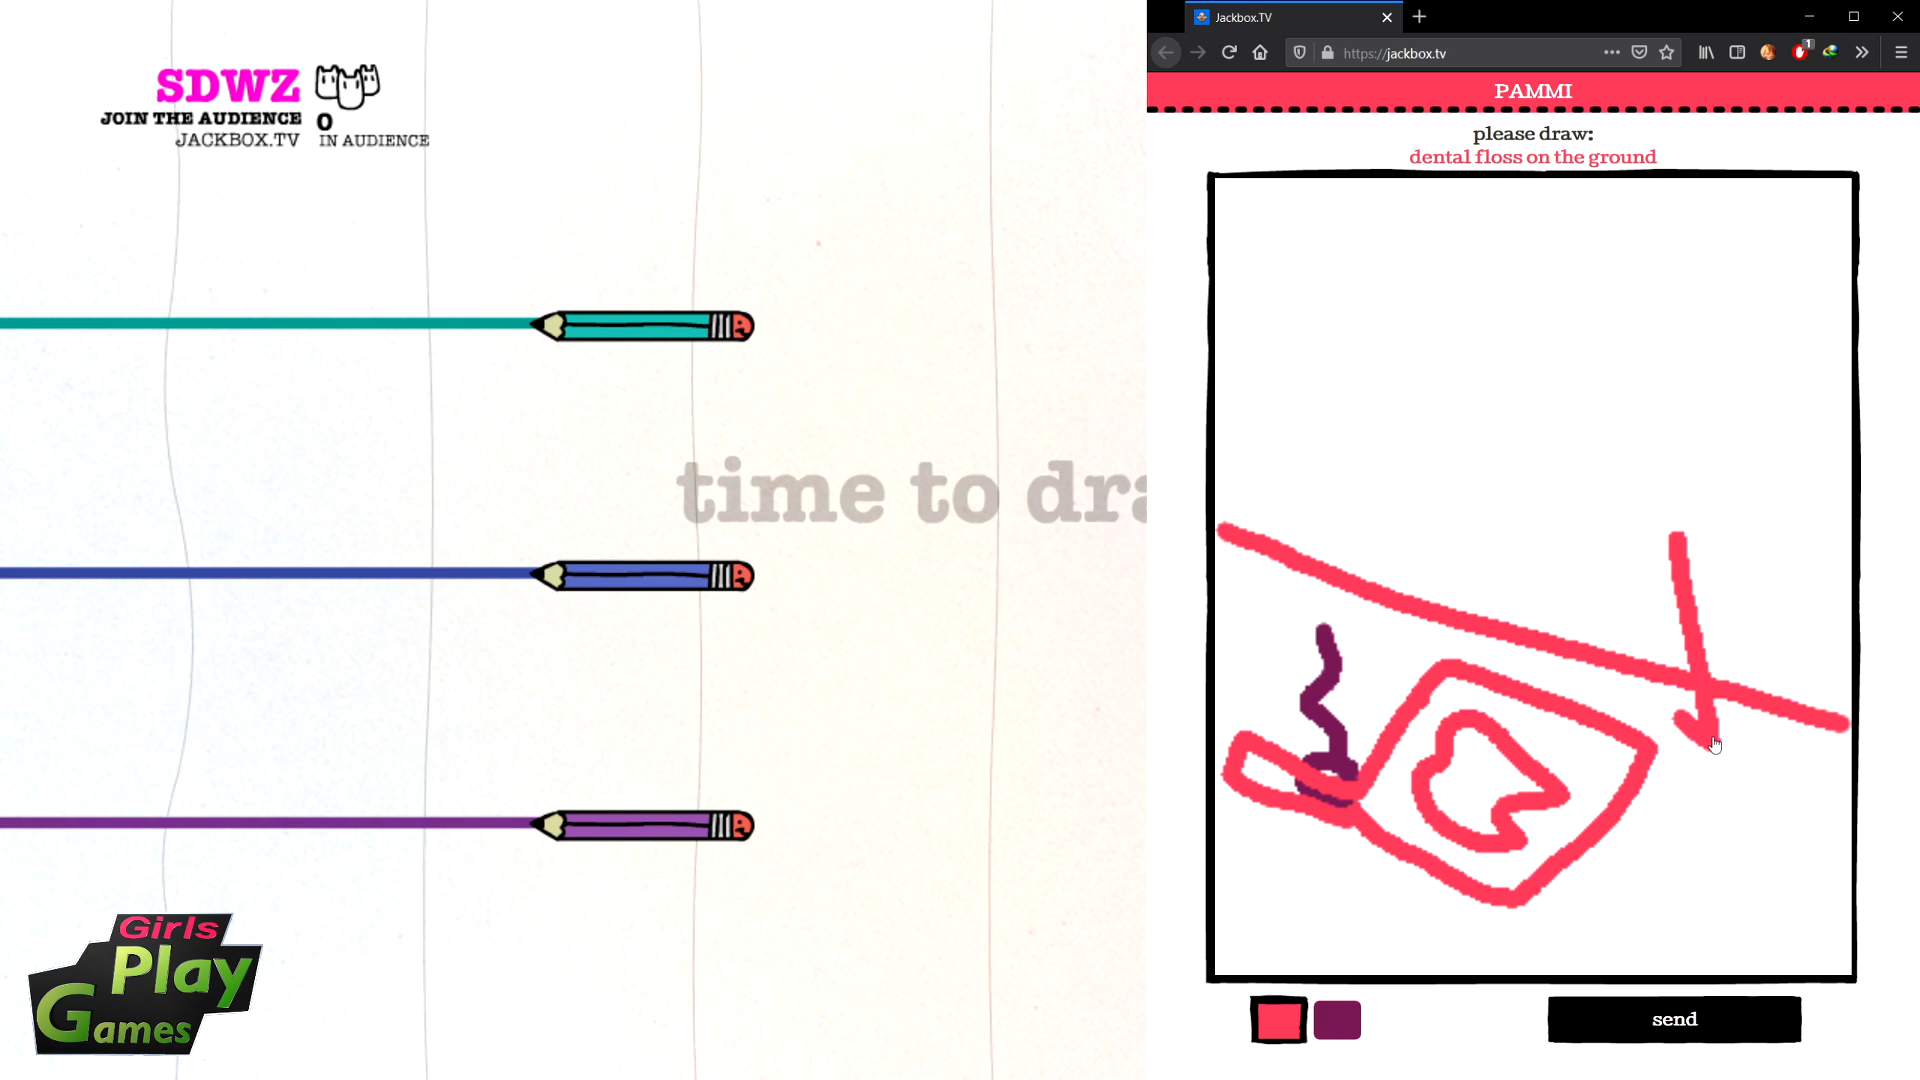 SDWZ
JOIN THE AUDIENCE
JACKBOX.TV
0
IN AUDIENCE
time to dra
Girls
Play
Games
Jackbox.TV
https://jackbox.tv
1
PAMMI
please draw:
dental floss on the ground
send